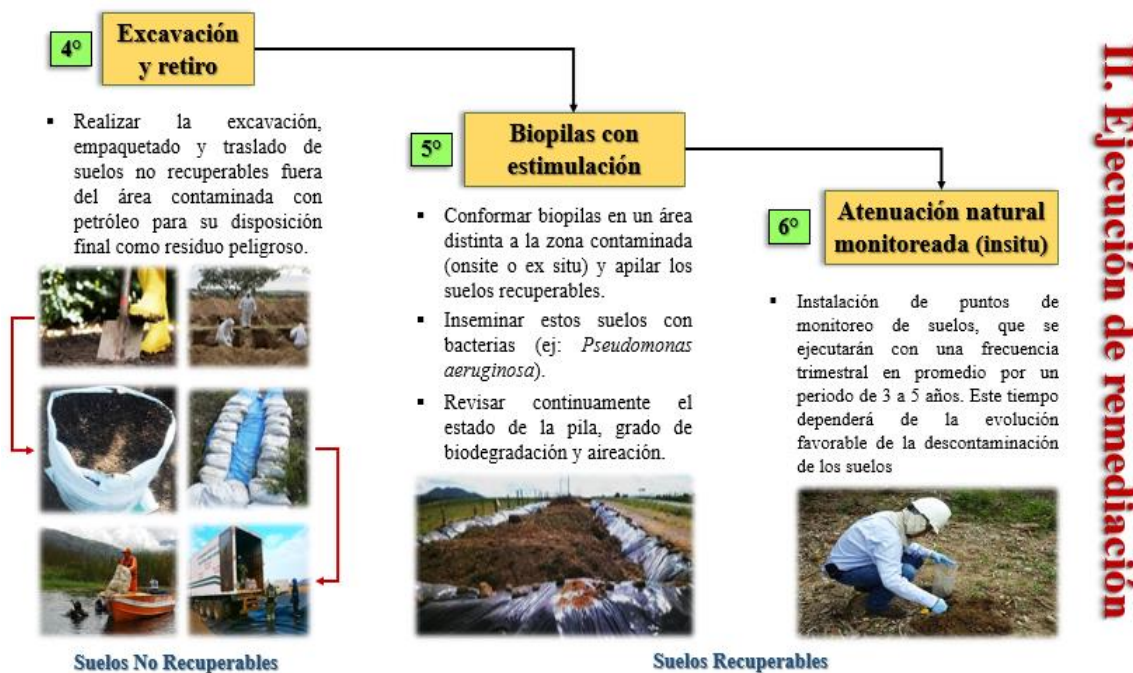 4°
Excavación
y retiro
▪ Realizar la excavación,
empaquetado y traslado de
suelos no recuperables fuera
del área contaminada con
petróleo para su disposición
final como residuo peligroso.
Suelos No Recuperables
5°
Biopilas con
estimulación
▪ Conformar biopilas en un área
distinta a la zona contaminada
(onsite o ex situ) y apilar los
suelos recuperables.
▪ Inseminar estos suelos con
bacterias (ej: Pseudomonas
aeruginosa).
▪ Revisar continuamente el
estado de la pila, grado de
biodegradación y aireación.
6°
Atenuación natural
monitoreada (insitu)
▪ Instalación de puntos de
monitoreo de suelos, que se
ejecutarán con una frecuencia
trimestral en promedio por un
periodo de 3 a 5 años. Este tiempo
dependerá de la evolución
favorable de la descontaminación
de los suelos
Suelos Recuperables
II. Ejecución de remediación